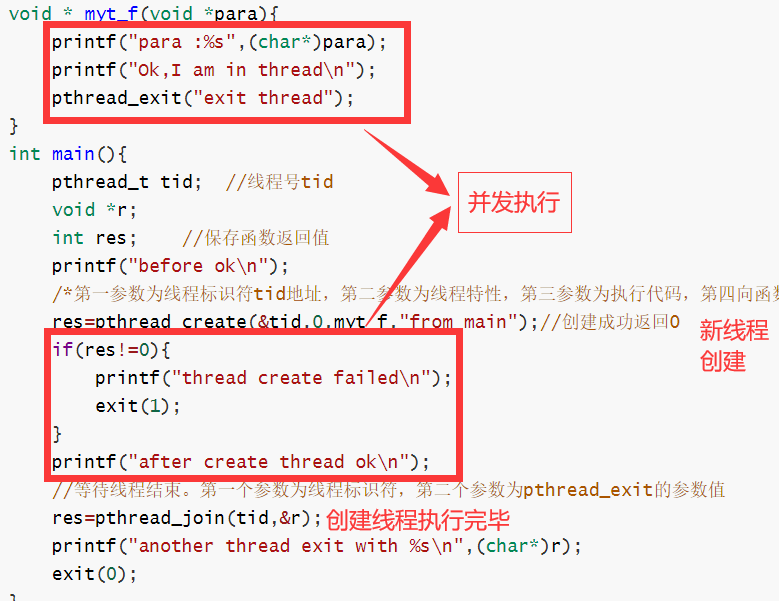 void * myt_f(void *para){
printf("para :%s",(char*)para);
printf("Ok,I am in thread\n");
pthread_exit("exit thread");
}
int main(){
pthread_t tid;  //线程号tid
void *r;
并发执行
int res;    //保存函数返回值
printf("before ok\n");
/*第一参数为线程标识符tid地址，第二参数为线程特性，第三参数为执行代码，第四向函
res=pthread_create(&tid,0,myt_f,"from main");//创建成功返回0
新线程
创建
if(res!=0){
printf("thread create failed\n");
exit(1);
}
printf("after create thread ok\n");
//等待线程结束。第一个参数为线程标识符，第二个参数为pthread_exit的参数值
res=pthread_join(tid,&r);创建线程执行完毕
printf("another thread exit with %s\n",(char*)r);
exit(0);
}